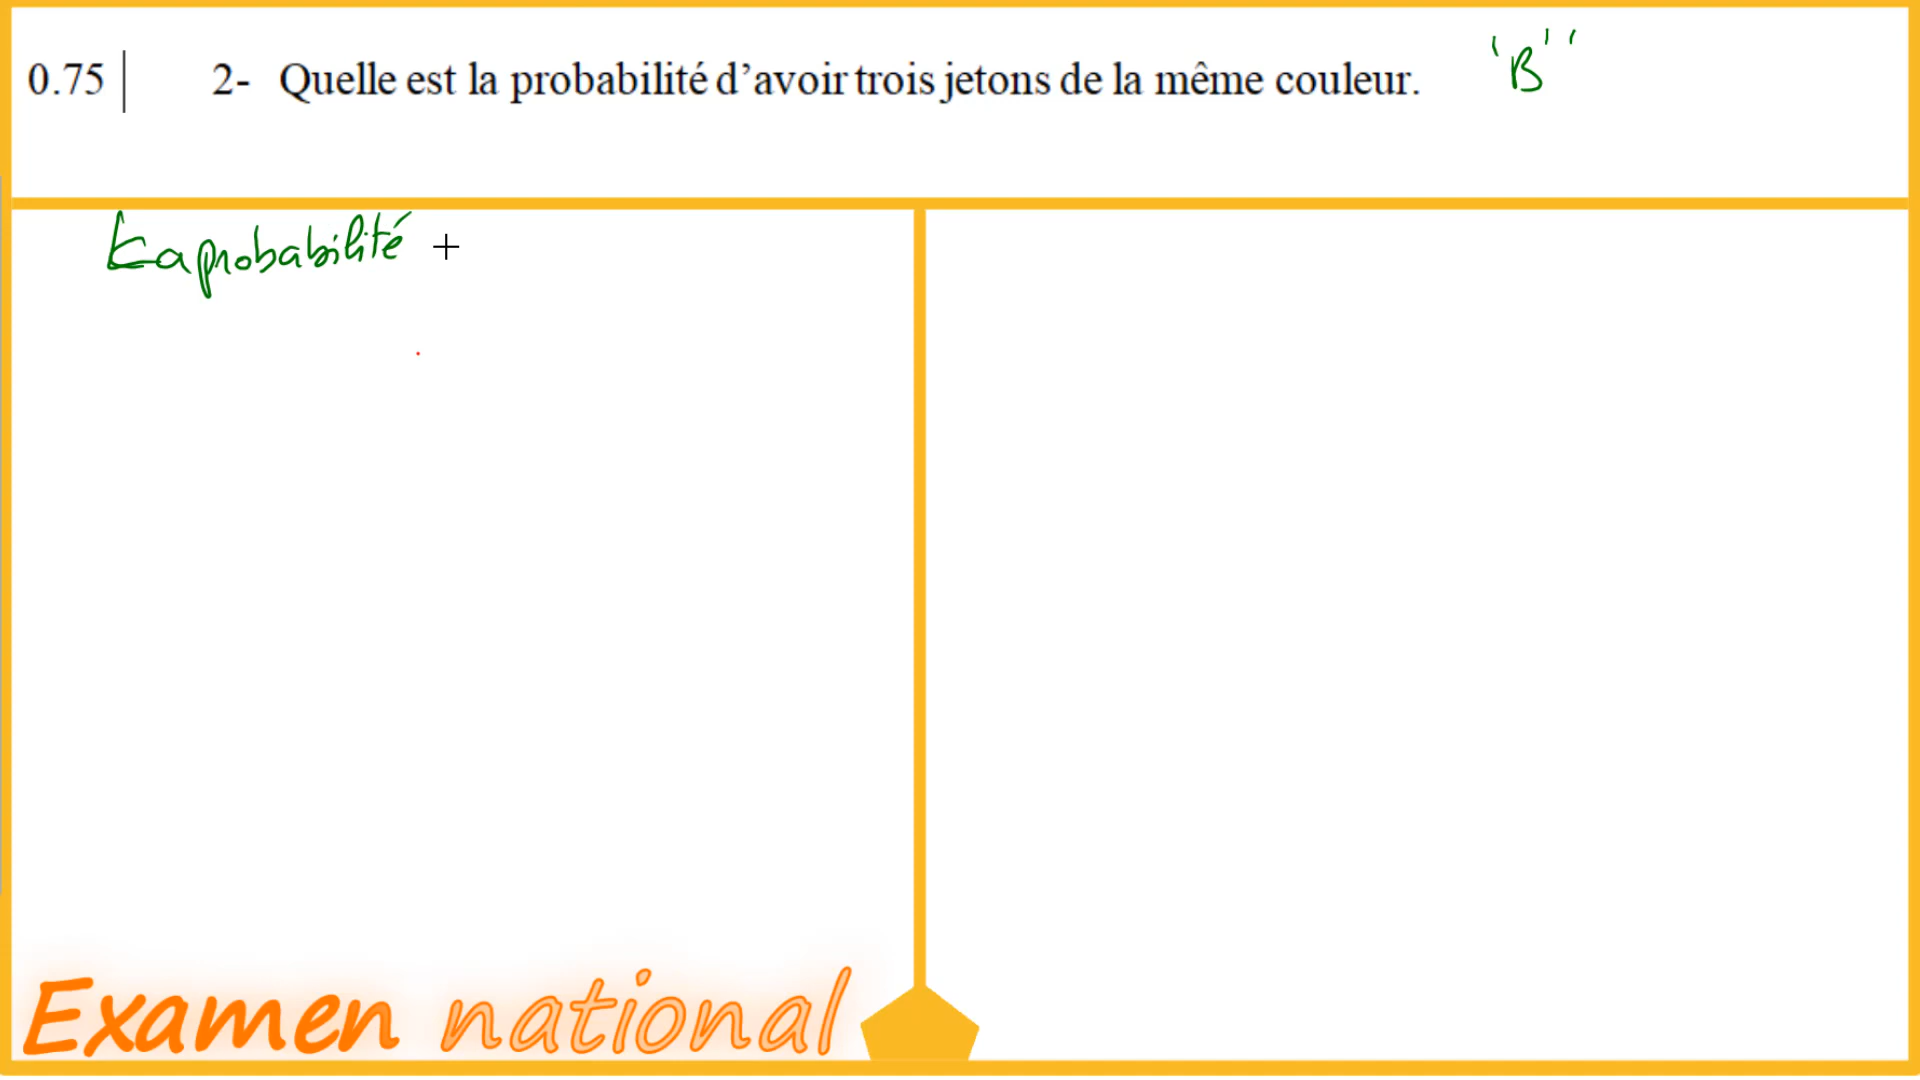 0.75 | 2- Quelle est la probabilité d’avoir trois jetons de la même couleur. 'B''
La probabilité
Examen national